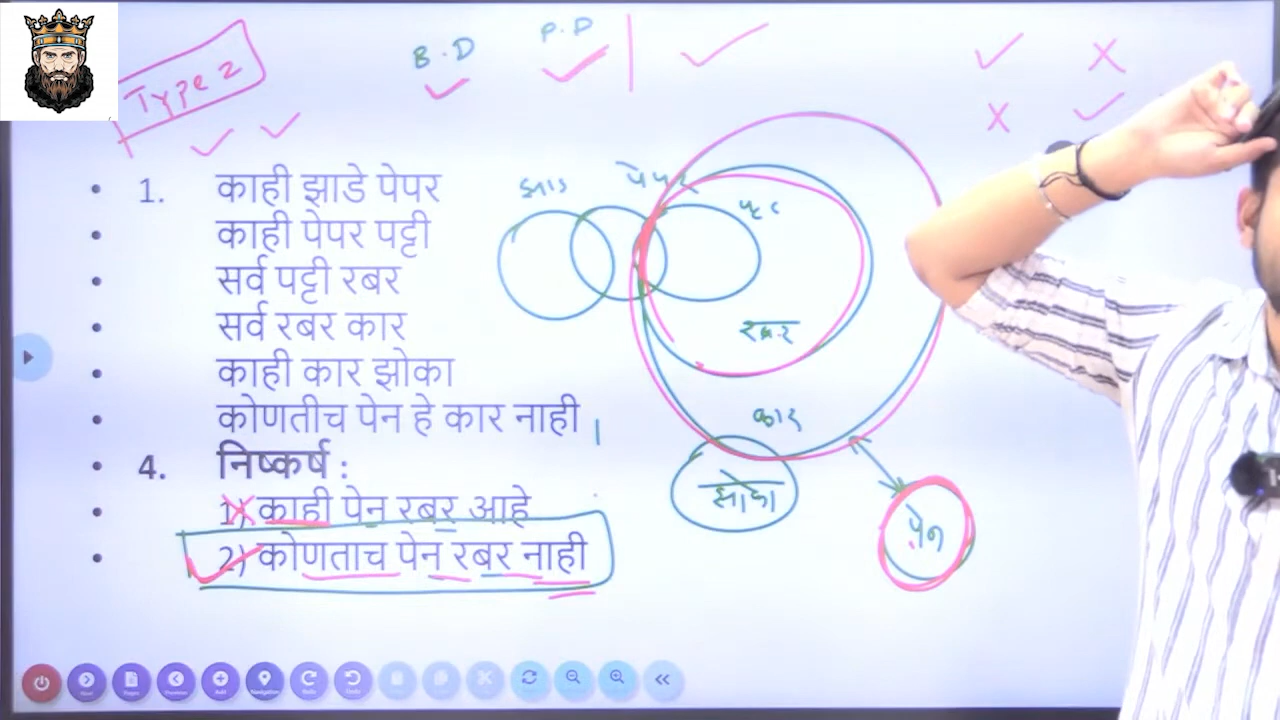 Type 2
B.D P.D
1. काही झाडे पेपर
काही पेपर पट्टी
सर्व पट्टी रबर
सर्व रबर कार
काही कार झोका
कोणतीच पेन हे कार नाही
4. निष्कर्ष :
1) काही पेन रबर आहे
2) कोणताच पेन रबर नाही
झाड पेपर
रबर
कार
झोका
पेन